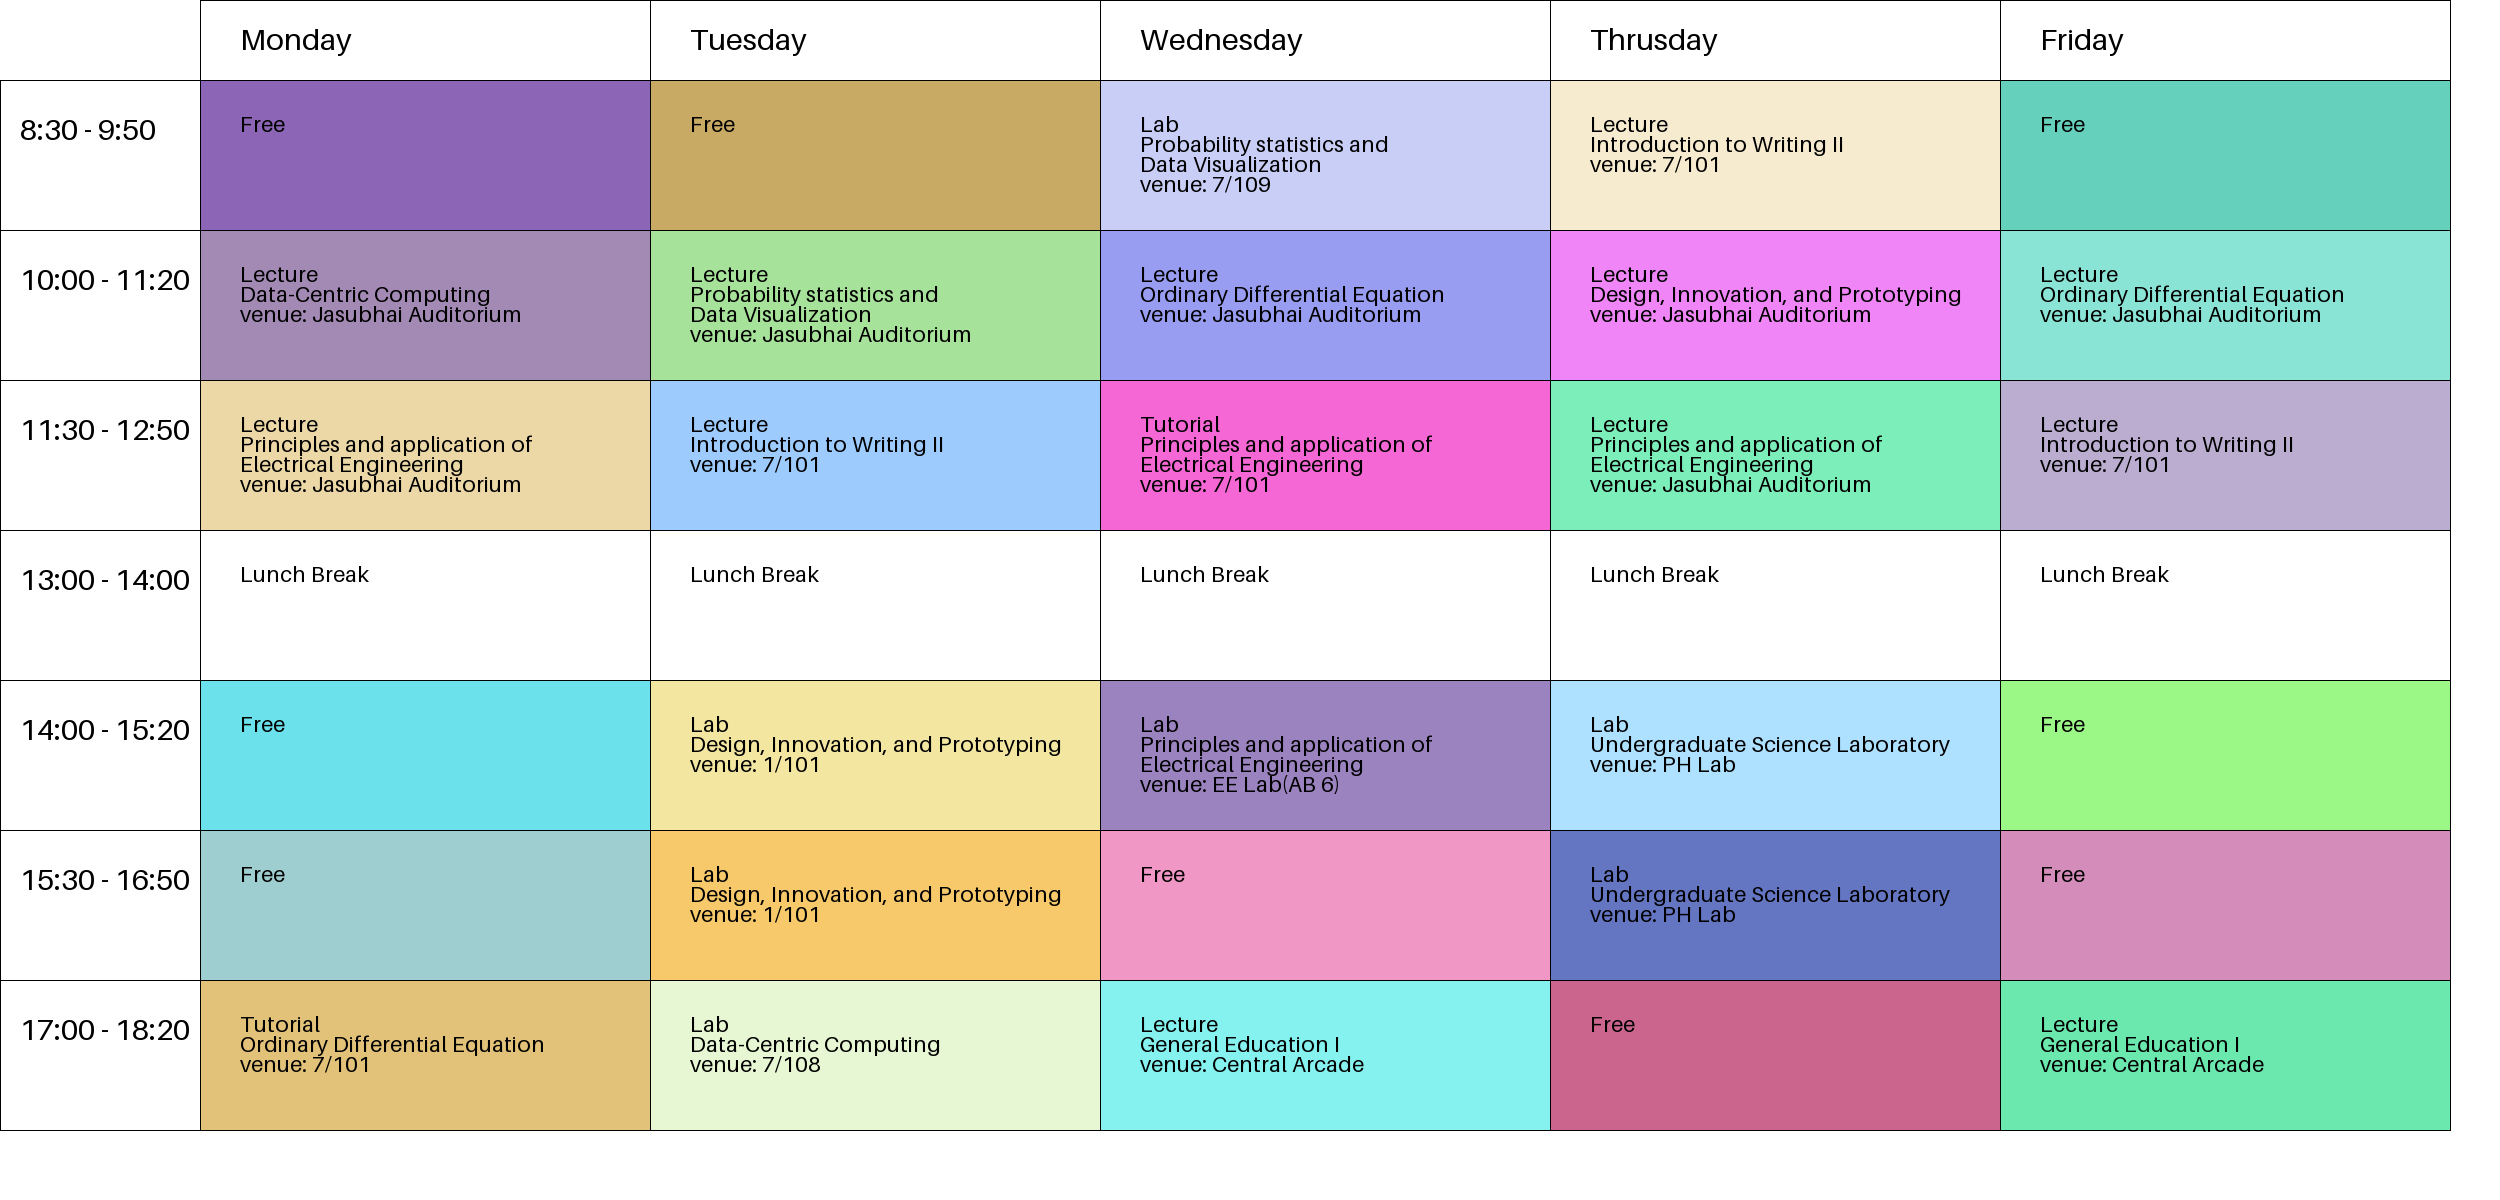 Monday
Tuesday
Wednesday
Thrusday
Friday
8:30 - 9:50
Free
Free
Lab
Probability statistics and
Data Visualization
venue: 7/109
Lecture
Introduction to Writing II
venue: 7/101
Free
10:00 - 11:20
Lecture
Data-Centric Computing
venue: Jasubhai Auditorium
Lecture
Probability statistics and
Data Visualization
venue: Jasubhai Auditorium
Lecture
Ordinary Differential Equation
venue: Jasubhai Auditorium
Lecture
Design, Innovation, and Prototyping
venue: Jasubhai Auditorium
Lecture
Ordinary Differential Equation
venue: Jasubhai Auditorium
11:30 - 12:50
Lecture
Principles and application of
Electrical Engineering
venue: Jasubhai Auditorium
Lecture
Introduction to Writing II
venue: 7/101
Tutorial
Principles and application of
Electrical Engineering
venue: 7/101
Lecture
Principles and application of
Electrical Engineering
venue: Jasubhai Auditorium
Lecture
Introduction to Writing II
venue: 7/101
13:00 - 14:00
Lunch Break
Lunch Break
Lunch Break
Lunch Break
Lunch Break
14:00 - 15:20
Free
Lab
Design, Innovation, and Prototyping
venue: 1/101
Lab
Principles and application of
Electrical Engineering
venue: EE Lab(AB 6)
Lab
Undergraduate Science Laboratory
venue: PH Lab
Free
15:30 - 16:50
Free
Lab
Design, Innovation, and Prototyping
venue: 1/101
Free
Lab
Undergraduate Science Laboratory
venue: PH Lab
Free
17:00 - 18:20
Tutorial
Ordinary Differential Equation
venue: 7/101
Lab
Data-Centric Computing
venue: 7/108
Lecture
General Education I
venue: Central Arcade
Free
Lecture
General Education I
venue: Central Arcade